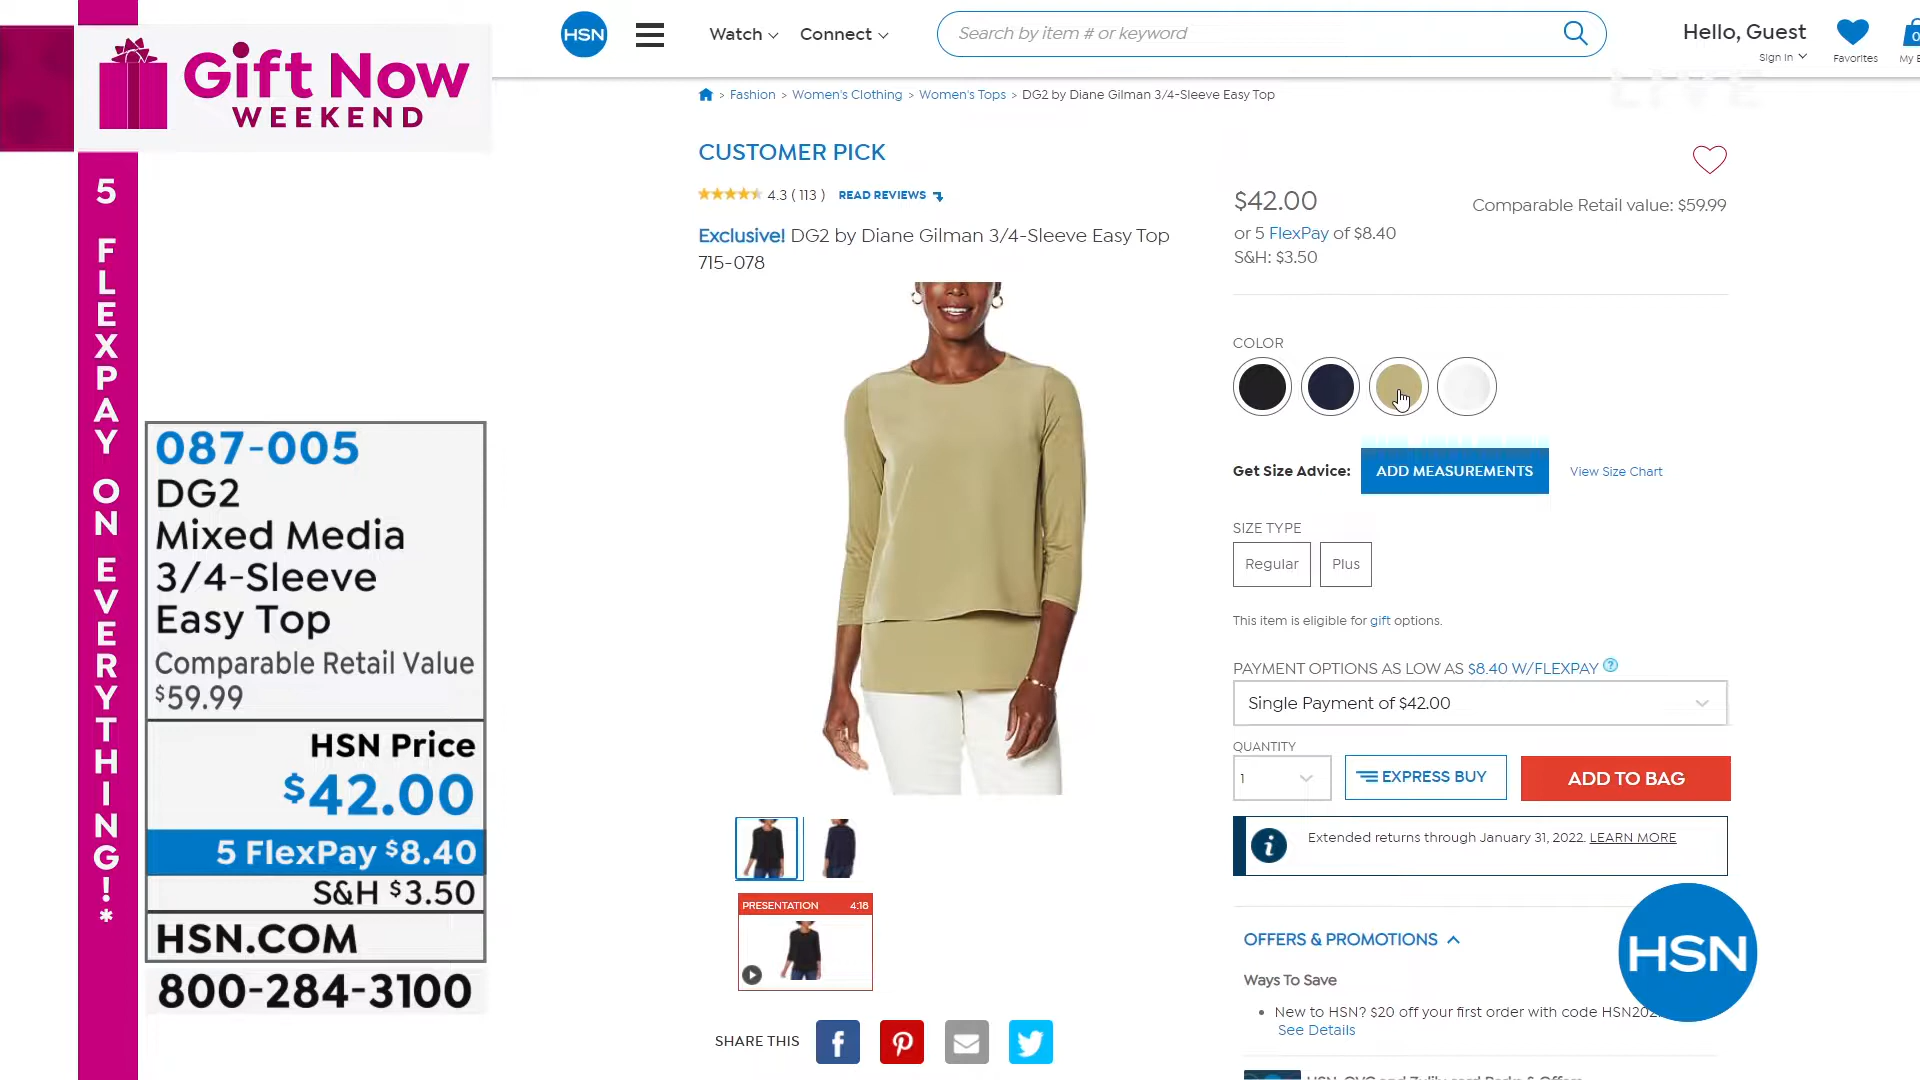 Gift Now
WEEKEND
5 FLEXPAY ON EVERYTHING!*
087-005
DG2
Mixed Media
3/4-Sleeve
Easy Top
Comparable Retail Value
$59.99
HSN Price
$42.00
5 FlexPay $8.40
S&H $3.50
HSN.COM
800-284-3100
HSN
Watch
Connect
Search by item # or keyword
Hello, Guest
Sign In
Favorites
0
My
LIVE
> Fashion > Women's Clothing > Women's Tops > DG2 by Diane Gilman 3/4-Sleeve Easy Top
CUSTOMER PICK
4.3 ( 113 ) READ REVIEWS
Exclusive! DG2 by Diane Gilman 3/4-Sleeve Easy Top
715-078
PRESENTATION 4:18
SHARE THIS
$42.00
Comparable Retail value: $59.99
or 5 FlexPay of $8.40
S&H: $3.50
COLOR
Get Size Advice: ADD MEASUREMENTS View Size Chart
SIZE TYPE
Regular Plus
This item is eligible for gift options.
PAYMENT OPTIONS AS LOW AS $8.40 W/FLEXPAY ?
Single Payment of $42.00
QUANTITY
1
EXPRESS BUY
ADD TO BAG
Extended returns through January 31, 2022. LEARN MORE
OFFERS & PROMOTIONS
Ways To Save
• New to HSN? $20 off your first order with code HSN202
See Details
HSN